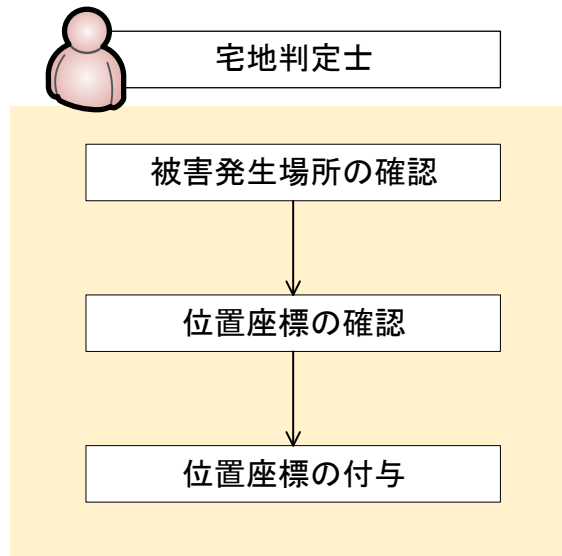 宅地判定士
被害発生場所の確認
位置座標の確認
位置座標の付与